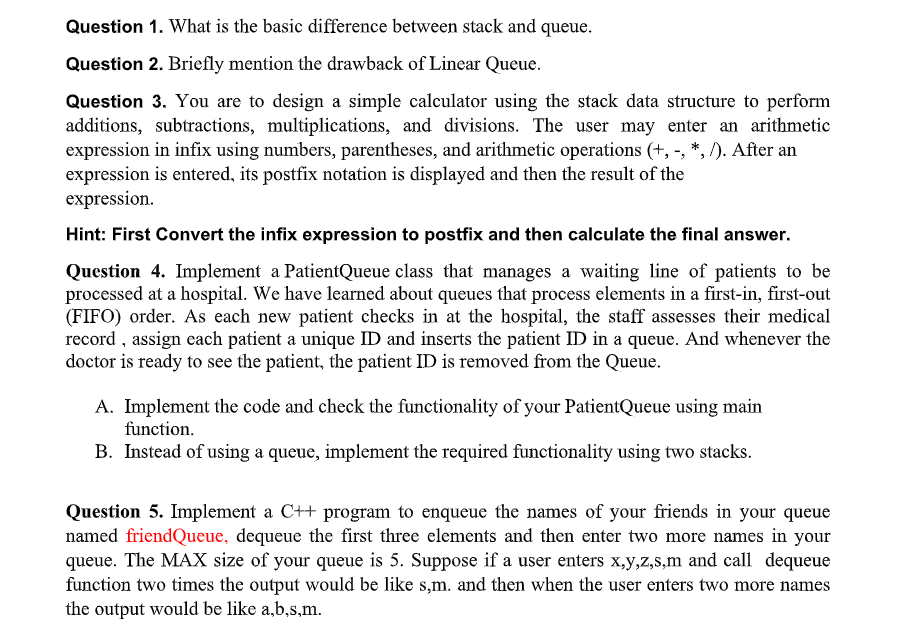 Question 1. What is the basic difference between stack and queue.
Question 2. Briefly mention the drawback of Linear Queue.
Question 3. You are to design a simple calculator using the stack data structure to perform
additions, subtractions, multiplications, and divisions. The user may enter an arithmetic
expression in infix using numbers, parentheses, and arithmetic operations (+, -, *, /). After an
expression is entered, its postfix notation is displayed and then the result of the
expression.
Hint: First Convert the infix expression to postfix and then calculate the final answer.
Question 4. Implement a PatientQueue class that manages a waiting line of patients to be
processed at a hospital. We have learned about queues that process elements in a first-in, first-out
(FIFO) order. As each new patient checks in at the hospital, the staff assesses their medical
record , assign each patient a unique ID and inserts the patient ID in a queue. And whenever the
doctor is ready to see the patient, the patient ID is removed from the Queue.
A. Implement the code and check the functionality of your PatientQueue using main
function.
B. Instead of using a queue, implement the required functionality using two stacks.
Question 5. Implement a C++ program to enqueue the names of your friends in your queue
named friendQueue, dequeue the first three elements and then enter two more names in your
queue. The MAX size of your queue is 5. Suppose if a user enters x,y,z,s,m and call dequeue
function two times the output would be like s,m. and then when the user enters two more names
the output would be like a,b,s,m.